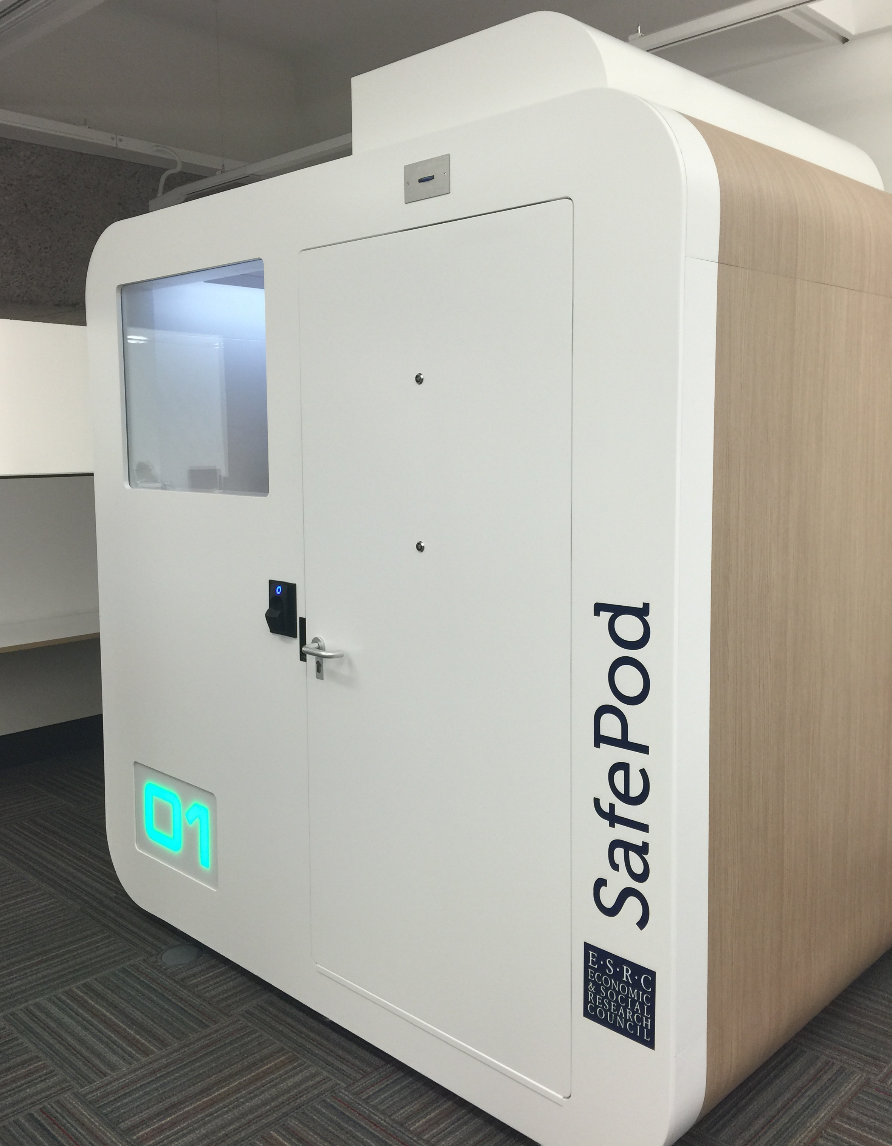 01
SafePod
E·S·R·C
ECONOMIC
& SOCIAL
RESEARCH
COUNCIL